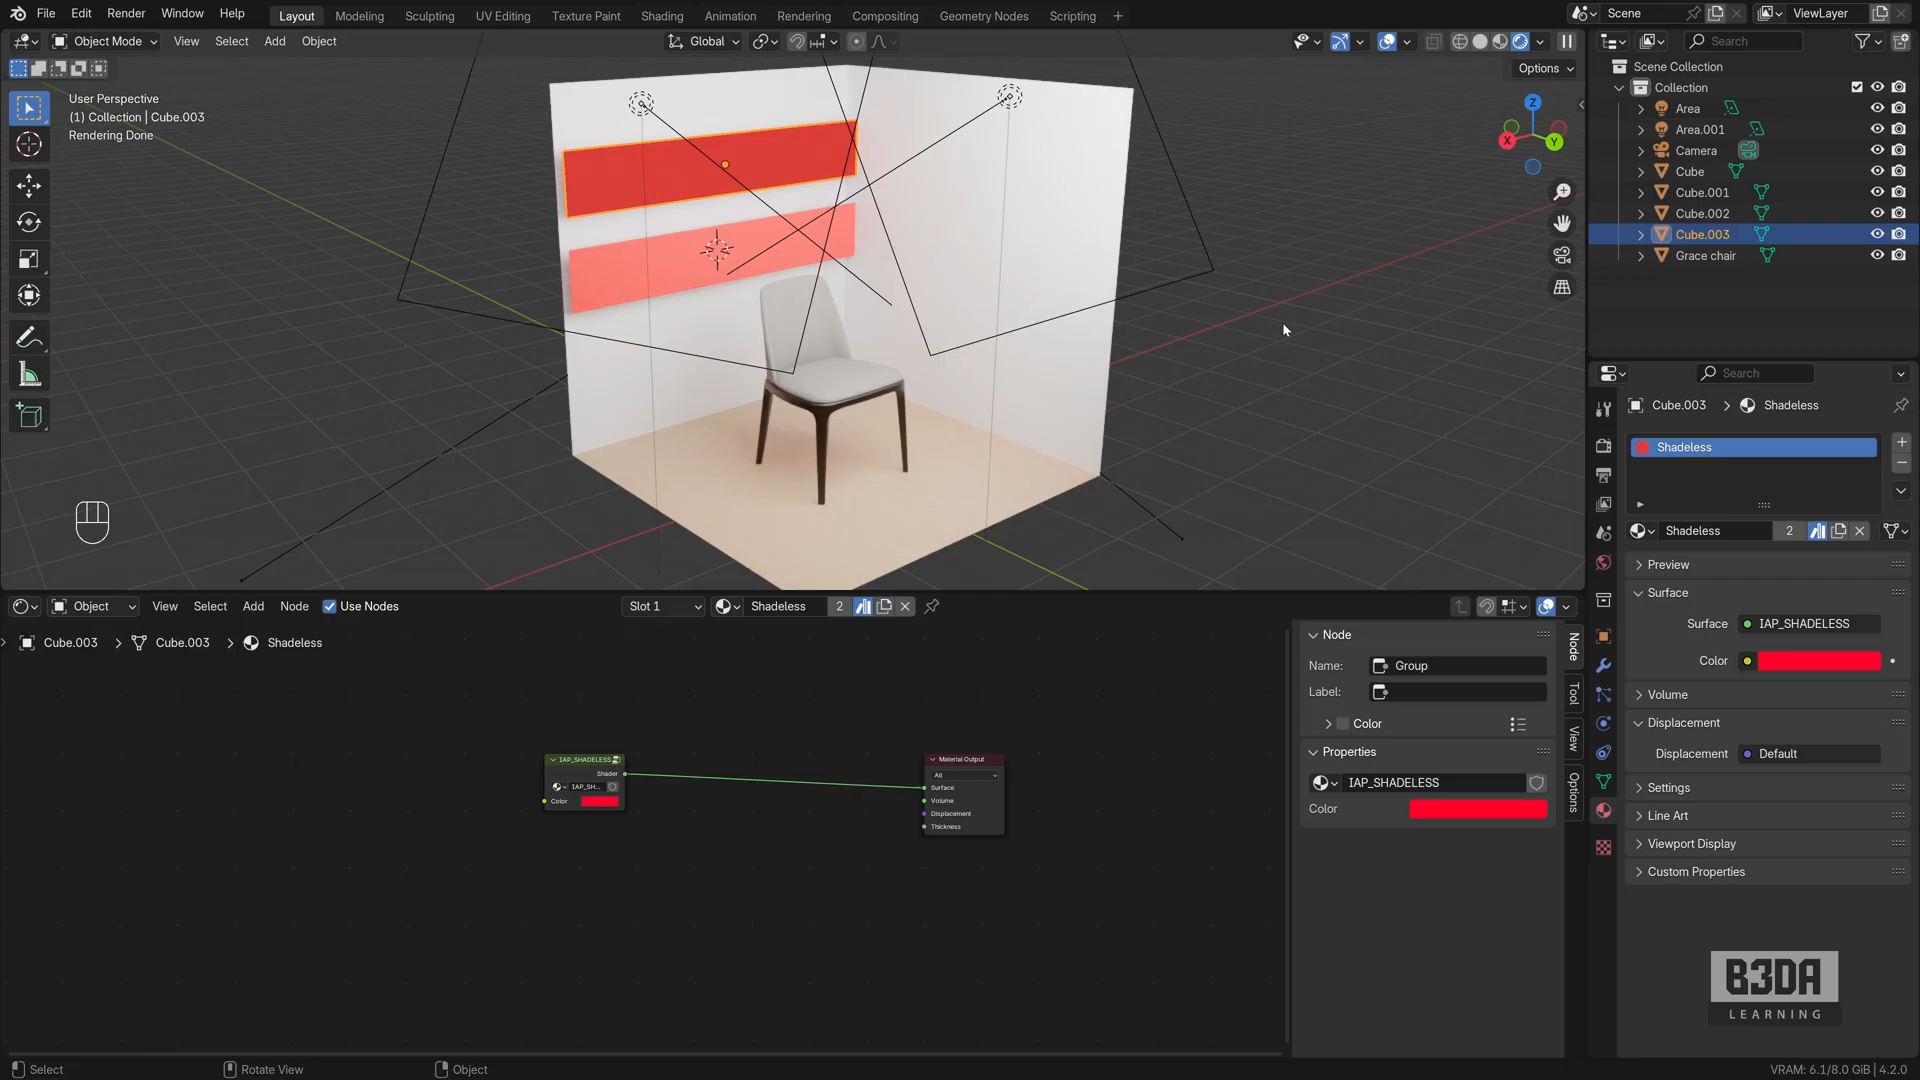 File Edit Render Window Help Layout Modeling Sculpting UV Editing Texture Paint Shading Animation Rendering Compositing Geometry Nodes Scripting + Scene ViewLayer
Object Mode View Select Add Object Global Search
Options
User Perspective
(1) Collection | Cube.003
Rendering Done
Z
X
Y
Scene Collection
Collection
Area
Area.001
Camera
Cube
Cube.001
Cube.002
Cube.003
Grace chair
Search
Cube.003 > Shadeless
Shadeless
Shadeless 2
Preview
Surface
Surface IAP_SHADELESS
Color
Volume
Displacement
Displacement Default
Settings
Line Art
Viewport Display
Custom Properties
Object View Select Add Node Use Nodes Slot 1 Shadeless 2
Cube.003 > Cube.003 > Shadeless
IAP_SHADELESS
Shader
IAP_SH...
Color
Material Output
All
Surface
Volume
Displacement
Thickness
Node
Name: Group
Label:
Color
Properties
IAP_SHADELESS
Color
Node
Tool
View
Options
B3DA
LEARNING
Select Rotate View Object VRAM: 6.1/8.0 GiB | 4.2.0